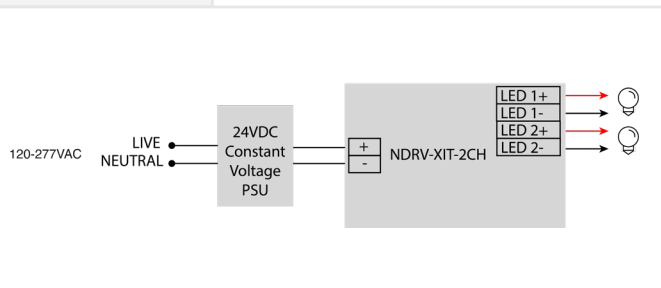 120-277VAC
LIVE
NEUTRAL
24VDC
Constant
Voltage
PSU
+
-
NDRV-XIT-2CH
LED 1+
LED 1-
LED 2+
LED 2-